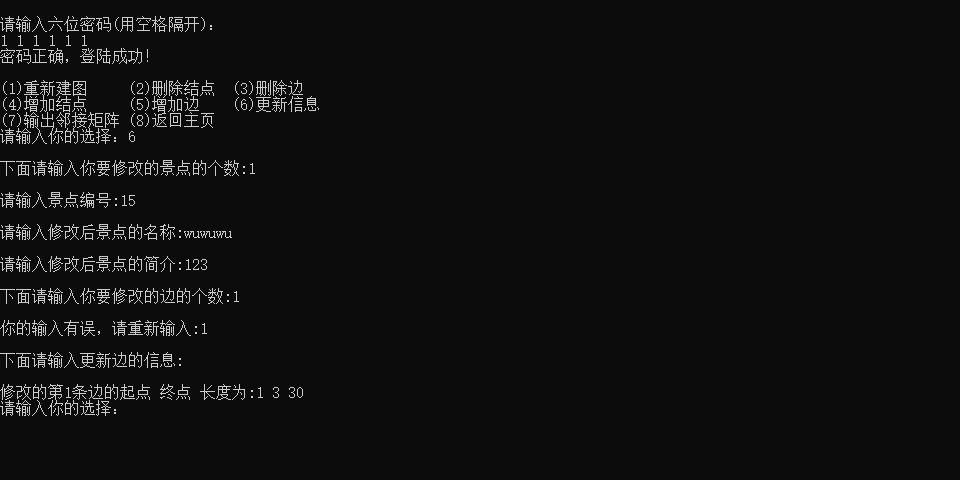 请输入六位密码(用空格隔开):
1 1 1 1 1 1
密码正确，登陆成功!
(1)重新建图 (2)删除结点 (3)删除边
(4)增加结点 (5)增加边 (6)更新信息
(7)输出邻接矩阵 (8)返回主页
请输入你的选择：6
下面请输入你要修改的景点的个数:1
请输入景点编号:15
请输入修改后景点的名称:wuwuwu
请输入修改后景点的简介:123
下面请输入你要修改的边的个数:1
你的输入有误，请重新输入:1
下面请输入更新边的信息:
修改的第1条边的起点 终点 长度为:1 3 30
请输入你的选择：